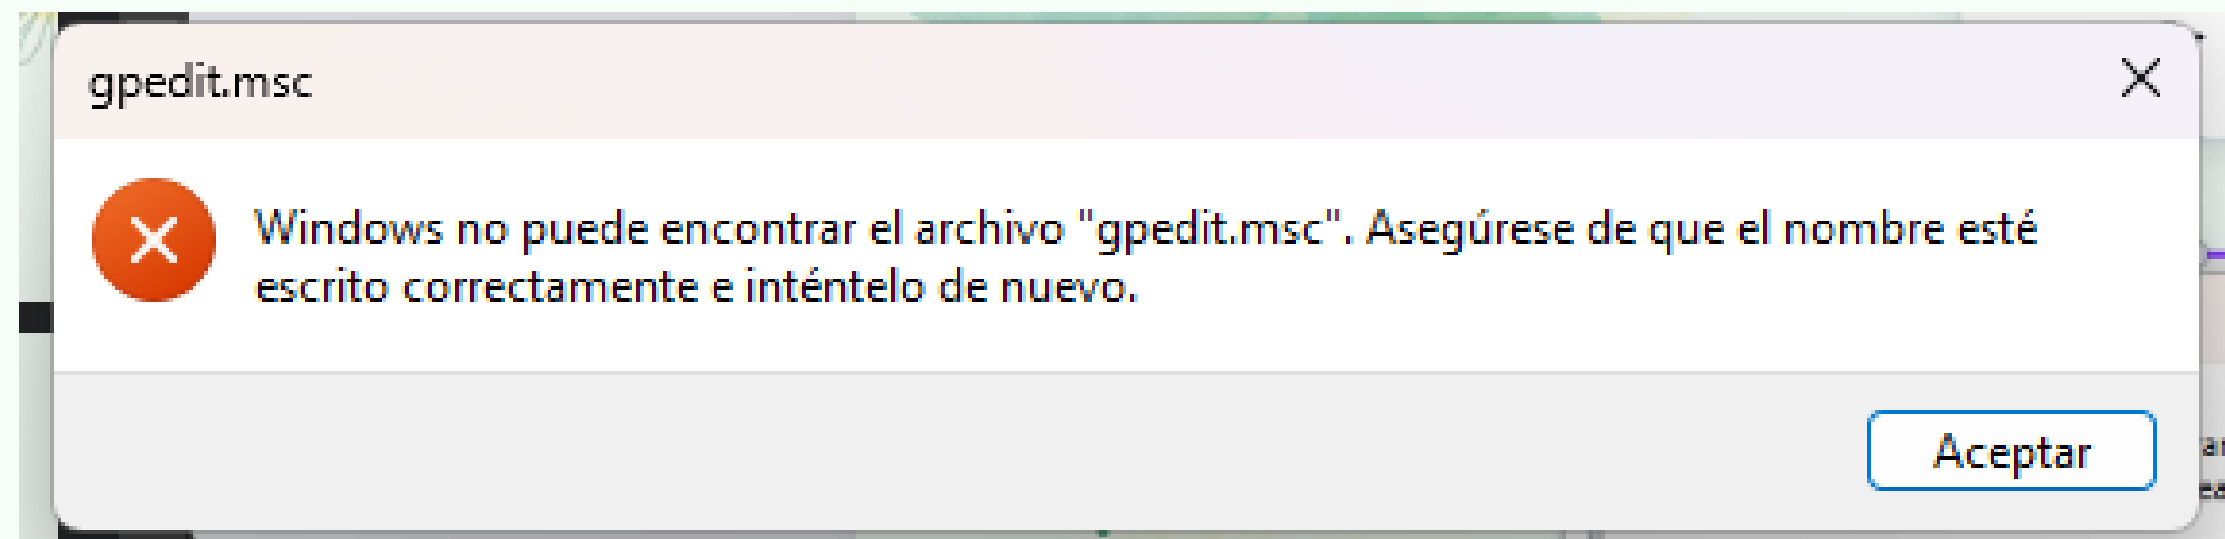 gpedit.msc
Windows no puede encontrar el archivo "gpedit.msc". Asegúrese de que el nombre esté
escrito correctamente e inténtelo de nuevo.
Aceptar